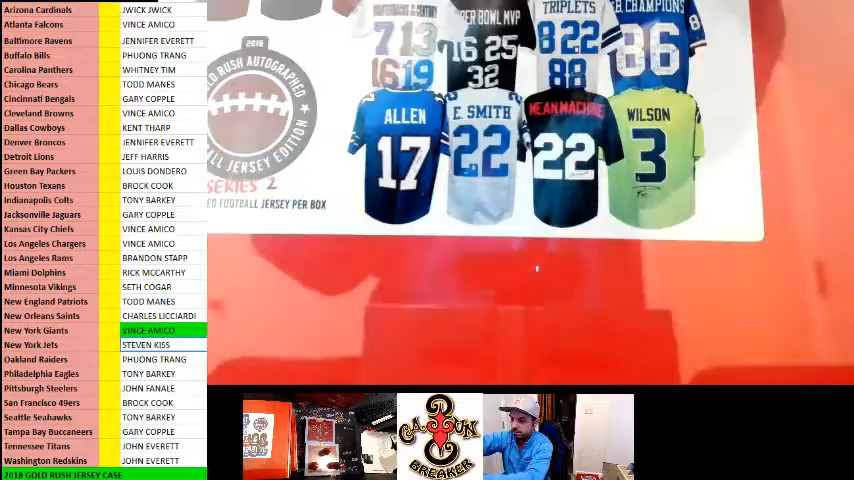 Arizona Cardinals JWICK JWICK
Atlanta Falcons VINCE AMICO
Baltimore Ravens JENNIFER EVERETT
Buffalo Bills PHUONG TRANG
Carolina Panthers WHITNEY TIM
Chicago Bears TODD MANES
Cincinnati Bengals GARY COPPLE
Cleveland Browns VINCE AMICO
Dallas Cowboys KENT THARP
Denver Broncos JENNIFER EVERETT
Detroit Lions JEFF HARRIS
Green Bay Packers LOUIS DONDERO
Houston Texans BROCK COOK
Indianapolis Colts TONY BARKEY
Jacksonville Jaguars GARY COPPLE
Kansas City Chiefs VINCE AMICO
Los Angeles Chargers VINCE AMICO
Los Angeles Rams BRANDON STAPP
Miami Dolphins RICK MCCARTHY
Minnesota Vikings SETH COGAR
New England Patriots TODD MANES
New Orleans Saints CHARLES LICCIARDI
New York Giants VINCE AMICO
New York Jets STEVEN KISS
Oakland Raiders PHUONG TRANG
Philadelphia Eagles TONY BARKEY
Pittsburgh Steelers JOHN FANALE
San Francisco 49ers BROCK COOK
Seattle Seahawks TONY BARKEY
Tampa Bay Buccaneers GARY COPPLE
Tennessee Titans JOHN EVERETT
Washington Redskins JOHN EVERETT
2018 GOLD RUSH JERSEY CASE
2018
LD RUSH AUTOGRAPHED
ALL JERSEY EDITION
SERIES 2
ED FOOTBALL JERSEY PER BOX
7 13
16 19
PER BOWL MVP
16 25
32
TRIPLETS
8 22
88
B. CHAMPIONS
86
8
ALLEN
17
E. SMITH
22
MEAN MACHINE
22
WILSON
3
CAJUN
BREAKER